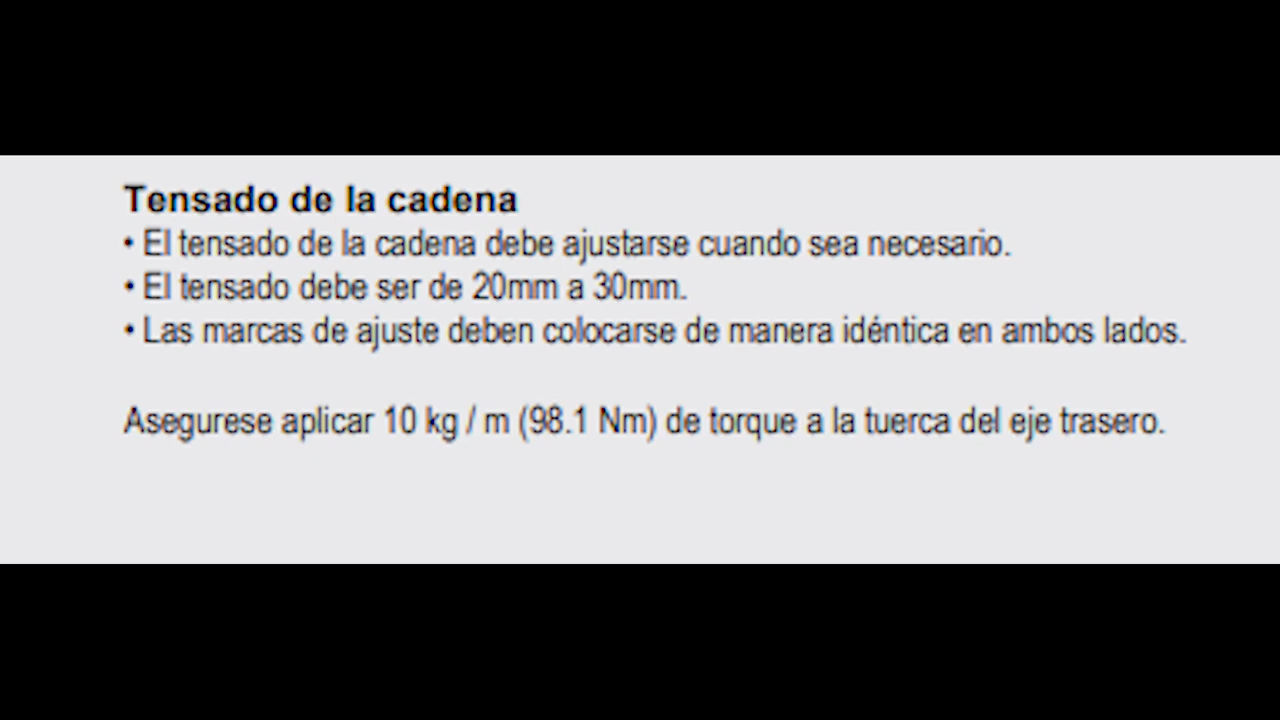 Tensado de la cadena
• El tensado de la cadena debe ajustarse cuando sea necesario.
• El tensado debe ser de 20mm a 30mm.
• Las marcas de ajuste deben colocarse de manera idéntica en ambos lados.
Asegurese aplicar 10 kg / m (98.1 Nm) de torque a la tuerca del eje trasero.